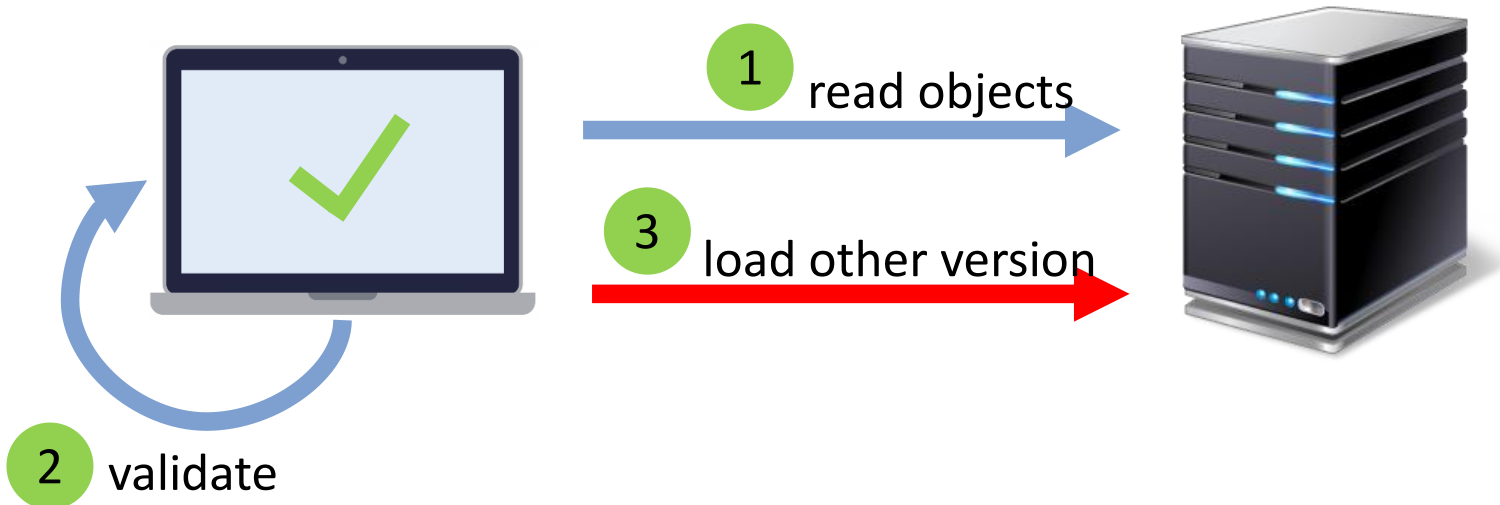 1 read objects
3 load other version
2 validate